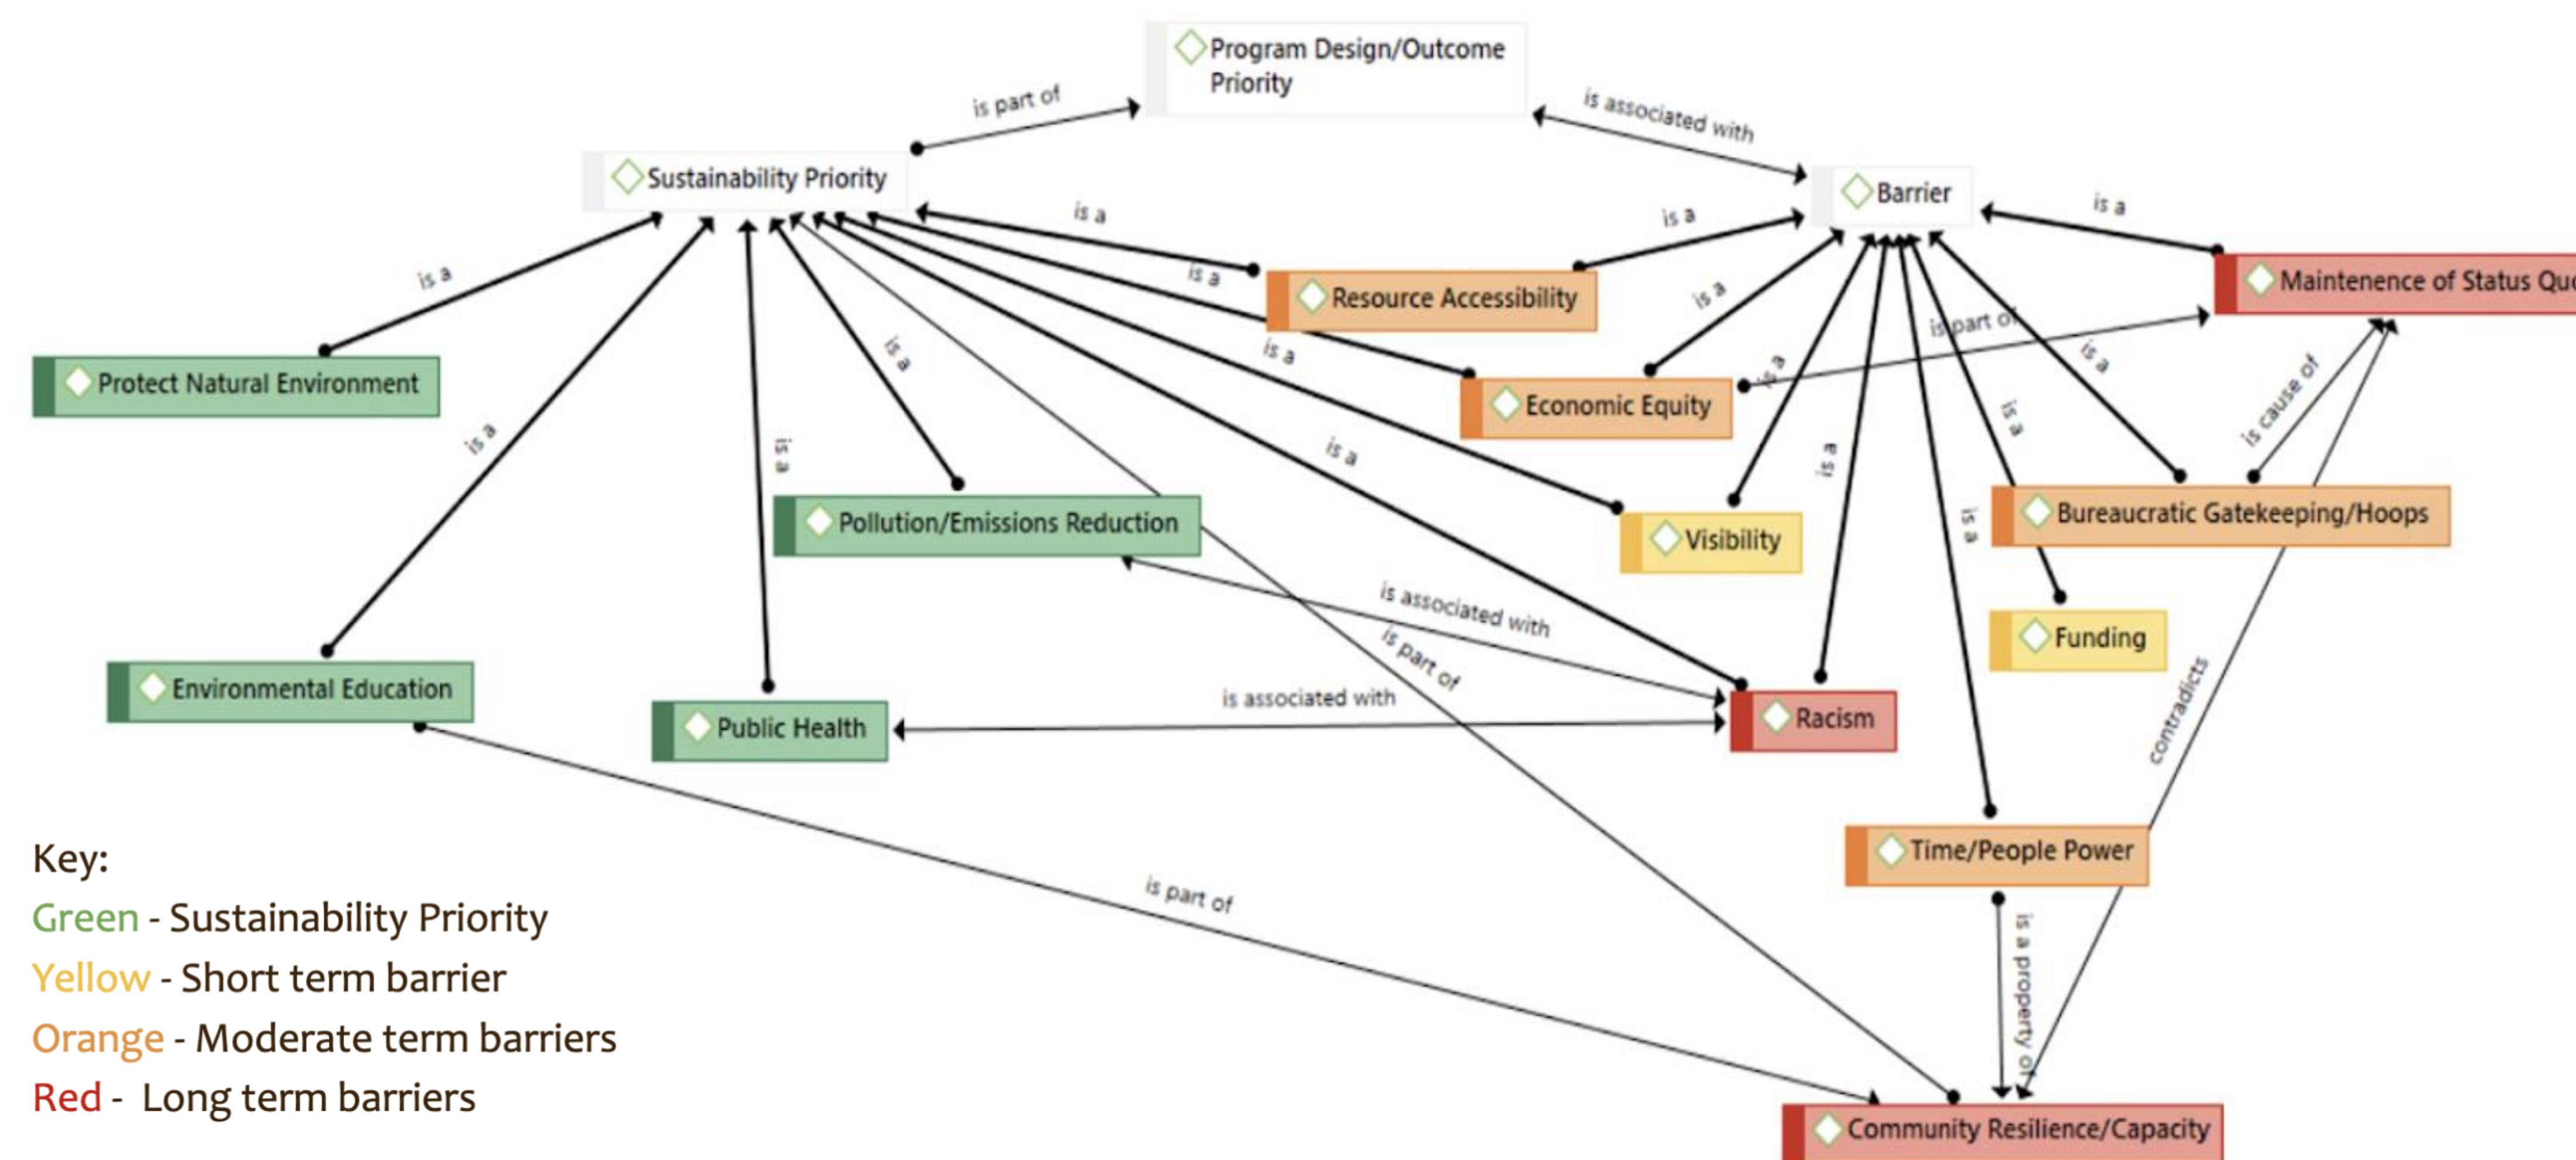 Program Design/Outcome
Priority
is part of
is associated with
Sustainability Priority
Barrier
is a
is a
is a
is a
is a
Resource Accessibility
Maintenence of Status Quo
is a
is part of
is a
is a
is a
is a
Protect Natural Environment
Economic Equity
is cause of
is a
is a
is a
is a
is a
Pollution/Emissions Reduction
Visibility
Bureaucratic Gatekeeping/Hoops
is a
is associated with
is part of
Funding
Environmental Education
is associated with
Public Health
Racism
contradicts
Time/People Power
is part of
is a property of
Community Resilience/Capacity
Key:
Green - Sustainability Priority
Yellow - Short term barrier
Orange - Moderate term barriers
Red - Long term barriers